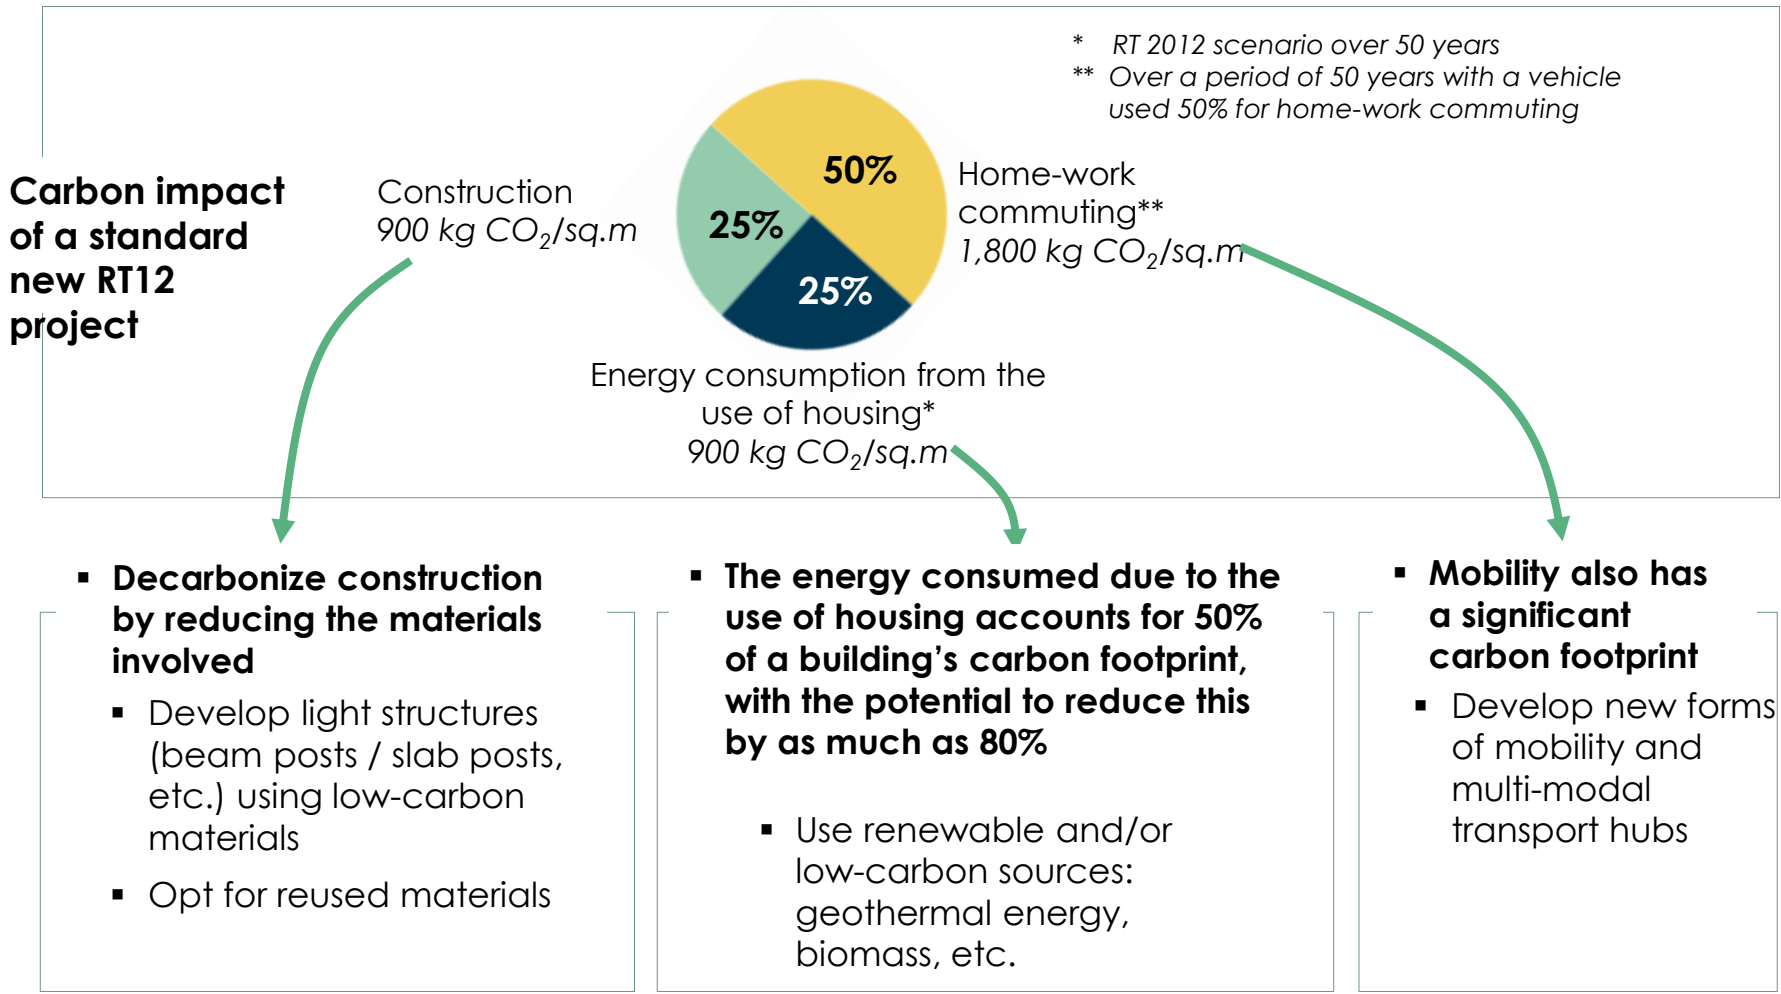 * RT 2012 scenario over 50 years
** Over a period of 50 years with a vehicle
used 50% for home-work commuting
Carbon impact
of a standard
new RT12
project
Construction
900 kg CO₂/sq.m
50%
25%
25%
Home-work
commuting**
1,800 kg CO₂/sq.m
Energy consumption from the
use of housing*
900 kg CO₂/sq.m
▪ Decarbonize construction
by reducing the materials
involved
▪ Develop light structures
(beam posts / slab posts,
etc.) using low-carbon
materials
▪ Opt for reused materials
▪ The energy consumed due to the
use of housing accounts for 50%
of a building’s carbon footprint,
with the potential to reduce this
by as much as 80%
▪ Use renewable and/or
low-carbon sources:
geothermal energy,
biomass, etc.
▪ Mobility also has
a significant
carbon footprint
▪ Develop new forms
of mobility and
multi-modal
transport hubs